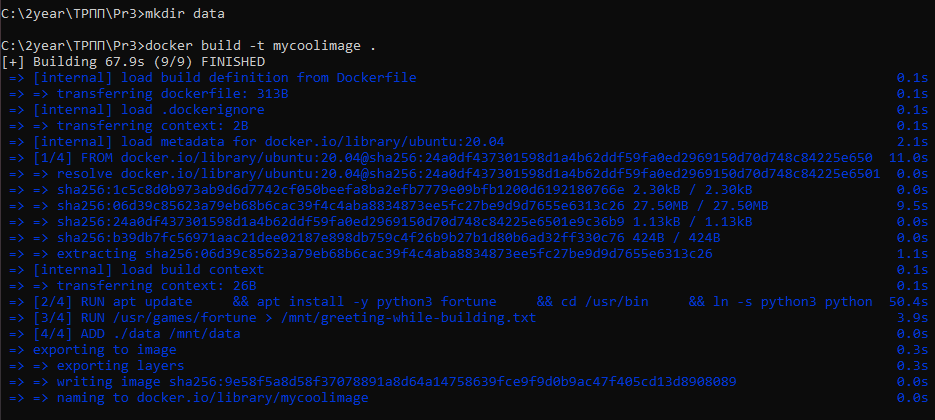 C:\2year\ТРПП\Pr3>mkdir data
C:\2year\ТРПП\Pr3>docker build -t mycoolimage .
[+] Building 67.9s (9/9) FINISHED
=> [internal] load build definition from Dockerfile 0.1s
=> => transferring dockerfile: 313B 0.1s
=> [internal] load .dockerignore 0.1s
=> => transferring context: 2B 0.1s
=> [internal] load metadata for docker.io/library/ubuntu:20.04 2.1s
=> [1/4] FROM docker.io/library/ubuntu:20.04@sha256:24a0df437301598d1a4b62ddf59fa0ed2969150d70d748c84225e650 11.0s
=> => resolve docker.io/library/ubuntu:20.04@sha256:24a0df437301598d1a4b62ddf59fa0ed2969150d70d748c84225e6501 0.0s
=> => sha256:1c5c8d0b973ab9d6d7742cf050beefa8ba2efb7779e09bfb1200d6192180766e 2.30kB / 2.30kB 0.0s
=> => sha256:06d39c85623a79eb68b6cac39f4c4aba8834873ee5fc27be9d9d7655e6313c26 27.50MB / 27.50MB 9.5s
=> => sha256:24a0df437301598d1a4b62ddf59fa0ed2969150d70d748c84225e6501e9c36b9 1.13kB / 1.13kB 0.0s
=> => sha256:b39db7fc56971aac21dee02187e898db759c4f26b9b27b1d80b6ad32ff330c76 424B / 424B 0.0s
=> => extracting sha256:06d39c85623a79eb68b6cac39f4c4aba8834873ee5fc27be9d9d7655e6313c26 1.1s
=> [internal] load build context 0.1s
=> => transferring context: 26B 0.1s
=> [2/4] RUN apt update     && apt install -y python3 fortune     && cd /usr/bin     && ln -s python3 python 50.4s
=> [3/4] RUN /usr/games/fortune > /mnt/greeting-while-building.txt 3.9s
=> [4/4] ADD ./data /mnt/data 0.0s
=> exporting to image 0.3s
=> => exporting layers 0.3s
=> => writing image sha256:9e58f5a8d58f37078891a8d64a14758639fce9f9d0b9ac47f405cd13d8908089 0.0s
=> => naming to docker.io/library/mycoolimage 0.0s